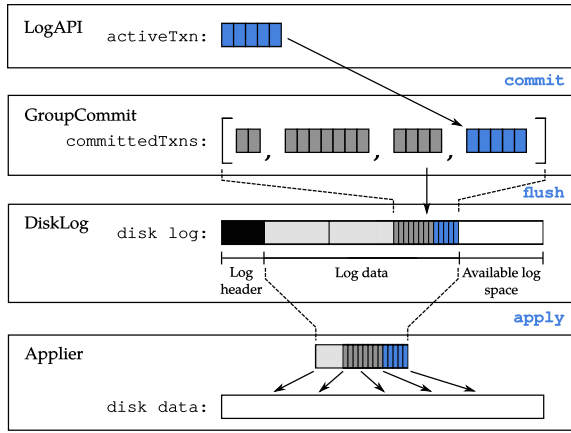 LogAPI
activeTxn:
commit
GroupCommit
committedTxns:
[ , , , ]
flush
DiskLog
disk log:
Log header
Log data
Available log space
apply
Applier
disk data: